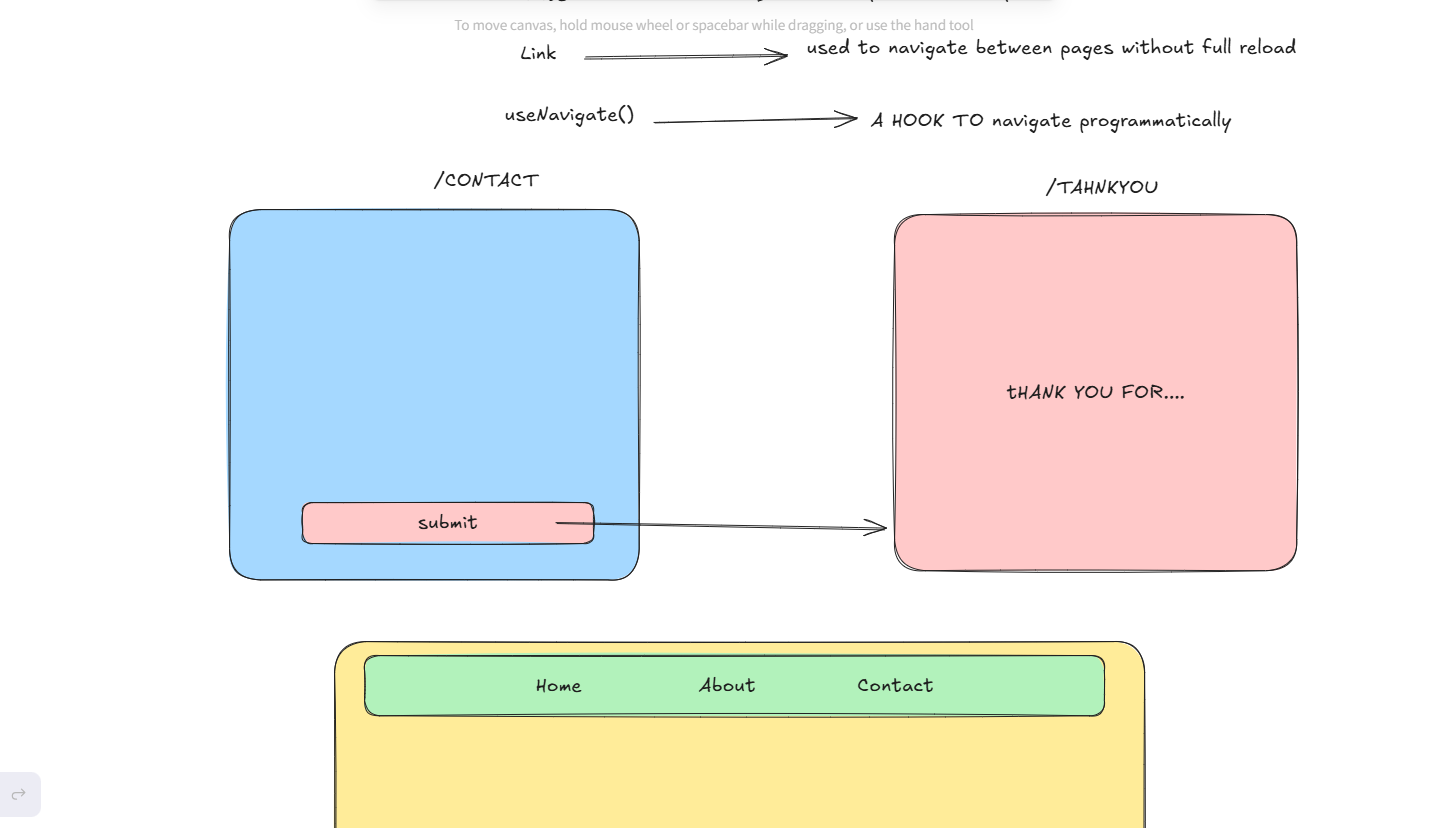 To move canvas, hold mouse wheel or spacebar while dragging, or use the hand tool
Link used to navigate between pages without full reload
useNavigate() A HOOK TO navigate programmatically
/CONTACT /TAHNKYOU
tHANK YOU FOR....
submit
Home About Contact